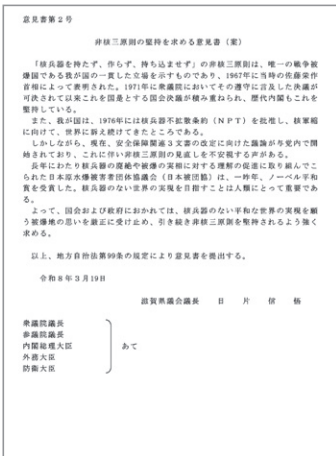 意見書第２号
非核三原則の堅持を求める意見書（案）
「核兵器を持たず、作らず、持ち込ませず」の非核三原則は、唯一の戦争被
爆国である我が国の一貫した立場を示すものであり、1967年に当時の佐藤栄作
首相によって表明された。1971年に衆議院においてその遵守に言及した決議が
可決されて以来これを国是とする国会決議が積み重ねられ、歴代内閣もこれを
堅持している。
また、我が国は、1976年には核兵器不拡散条約（ＮＰＴ）を批准し、核軍縮
に向けて、世界に訴え続けてきたところである。
しかしながら、現在、安全保障関連３文書の改定に向けた議論が与党内で開
始されており、これに伴い非核三原則の見直しを不安視する声がある。
長年にわたり核兵器の廃絶や被爆の実相に対する理解の促進に取り組んでこ
られた日本原水爆被害者団体協議会（日本被団協）は、一昨年、ノーベル平和
賞を受賞した。核兵器のない世界の実現を目指すことは人類にとって重要であ
る。
よって、国会および政府におかれては、核兵器のない平和な世界の実現を願
う被爆地の思いを厳正に受け止め、引き続き非核三原則を堅持されるよう強く
求める。
以上、地方自治法第99条の規定により意見書を提出する。
令和８年３月19日
滋賀県議会議長　目　片　信　悟
衆議院議長
参議院議長
内閣総理大臣　あて
外務大臣
防衛大臣